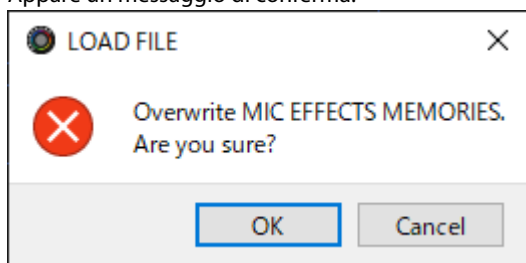 Appare un messaggio di conferma.
LOAD FILE
Overwrite MIC EFFECTS MEMORIES.
Are you sure?
OK
Cancel